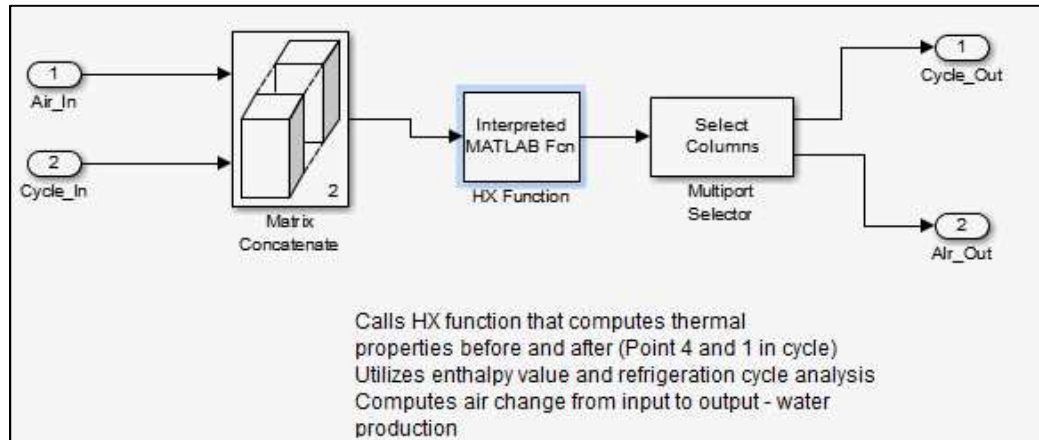 1
Air_In
2
Cycle_In
2
Matrix
Concatenate
Interpreted
MATLAB Fcn
HX Function
Select
Columns
Multiport
Selector
1
Cycle_Out
2
AIr_Out
Calls HX function that computes thermal
properties before and after (Point 4 and 1 in cycle)
Utilizes enthalpy value and refrigeration cycle analysis
Computes air change from input to output - water
production